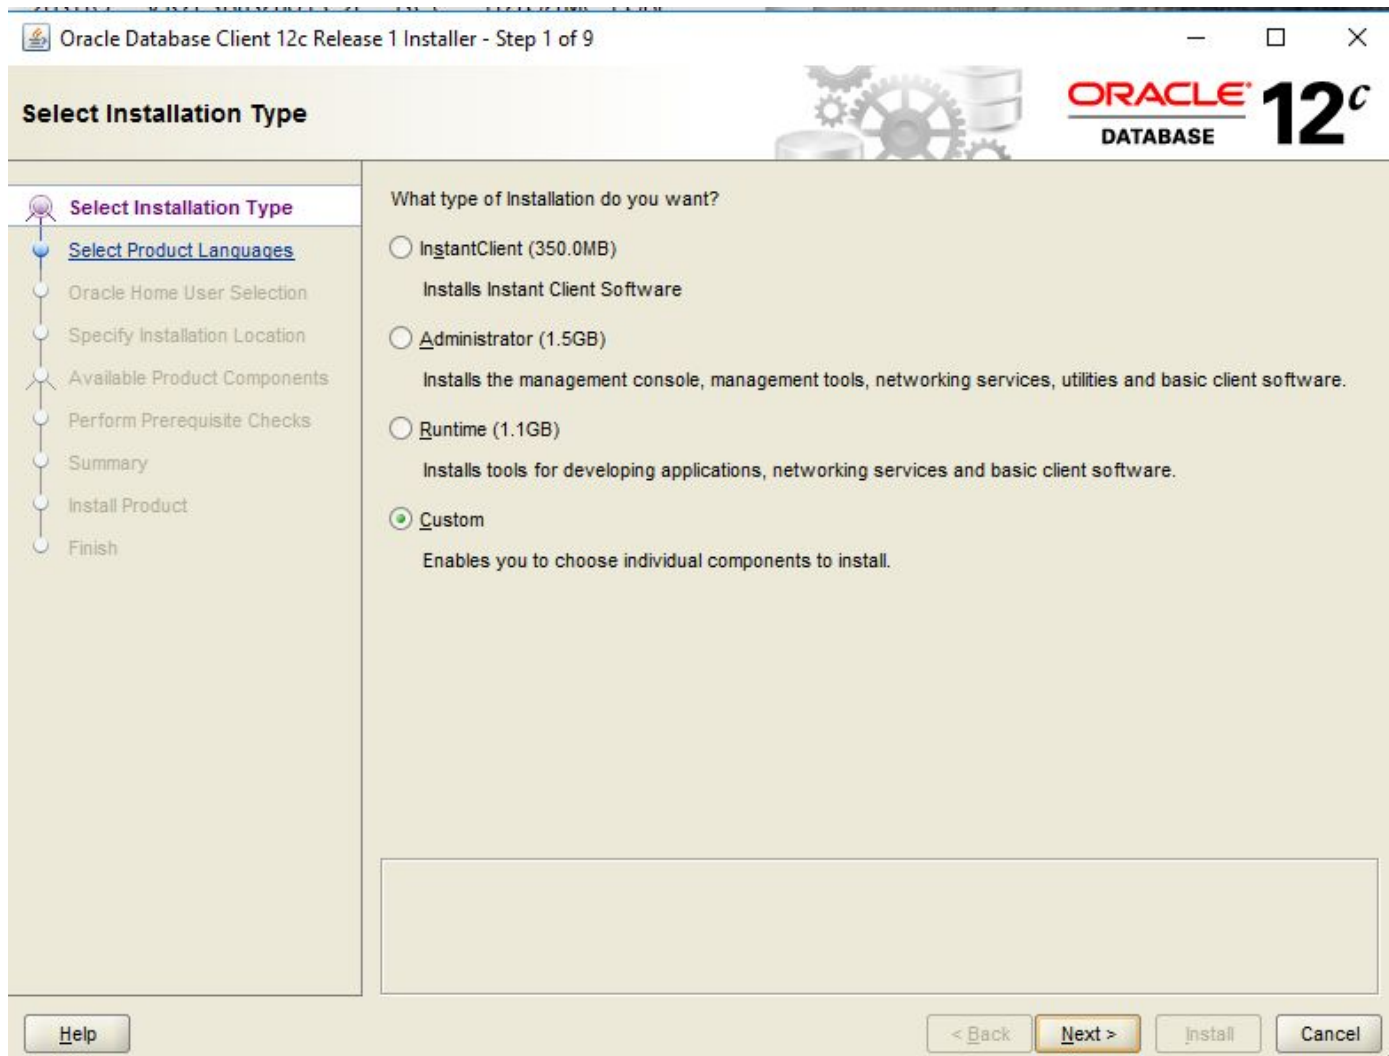 Oracle Database Client 12c Release 1 Installer - Step 1 of 9
Select Installation Type
ORACLE
DATABASE
12c
Select Installation Type
Select Product Languages
Oracle Home User Selection
Specify Installation Location
Available Product Components
Perform Prerequisite Checks
Summary
Install Product
Finish
What type of Installation do you want?
InstantClient (350.0MB)
Installs Instant Client Software
Administrator (1.5GB)
Installs the management console, management tools, networking services, utilities and basic client software.
Runtime (1.1GB)
Installs tools for developing applications, networking services and basic client software.
Custom
Enables you to choose individual components to install.
Help
< Back
Next >
Install
Cancel